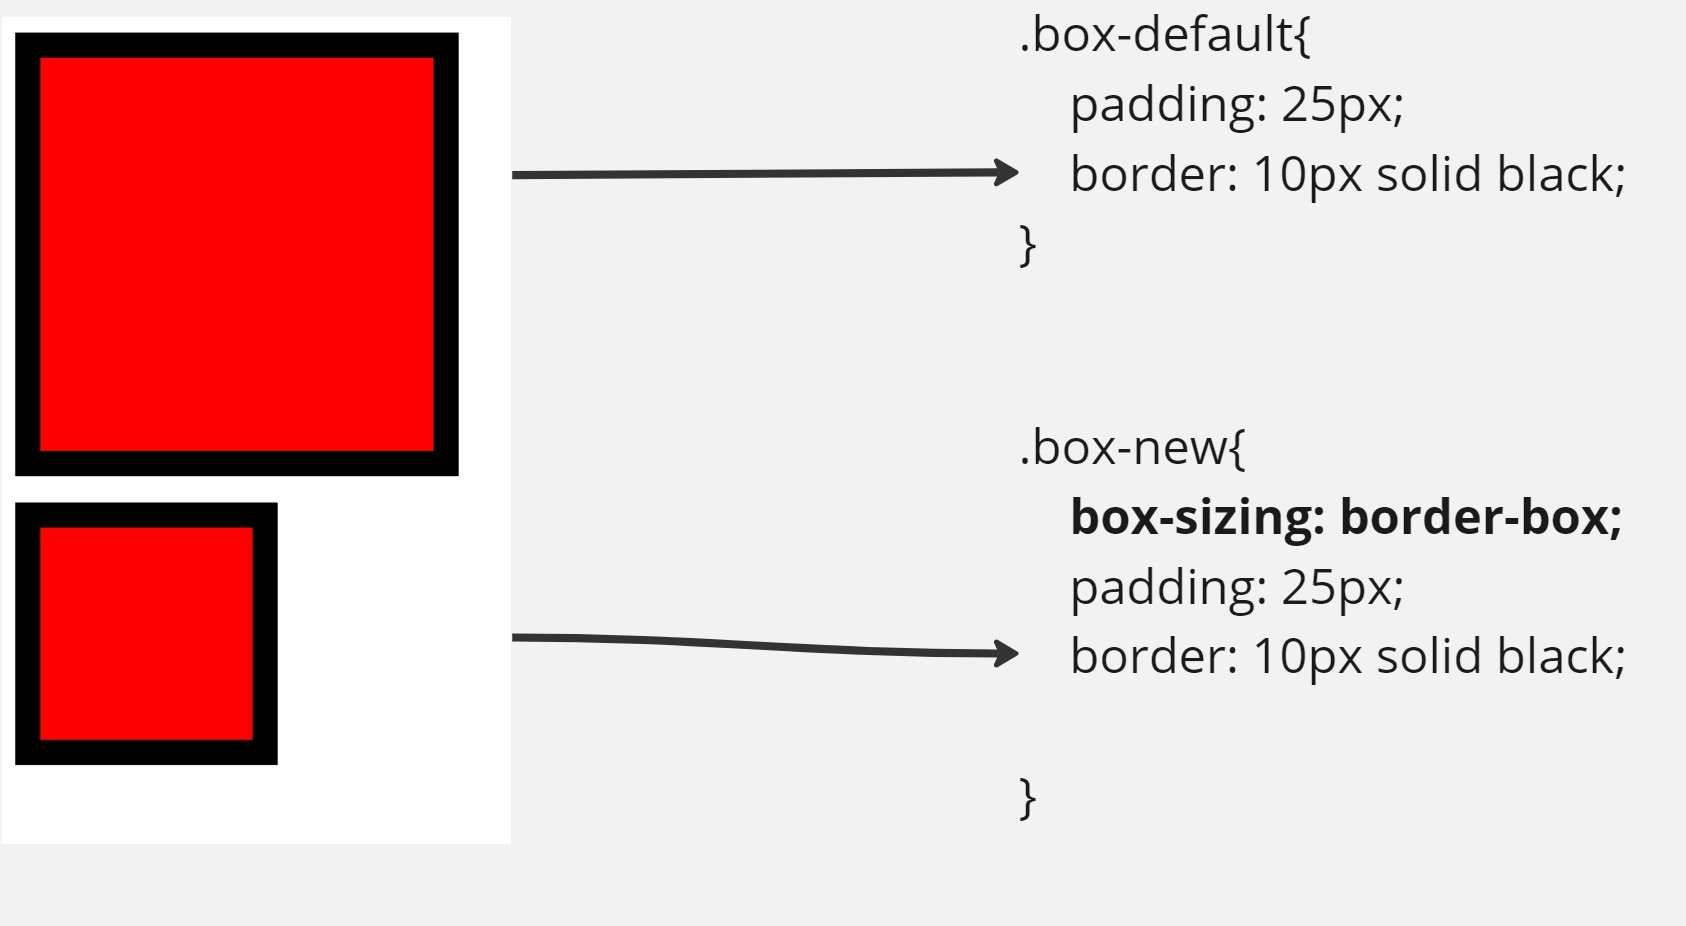 .box-default{
padding: 25px;
border: 10px solid black;
}
.box-new{
box-sizing: border-box;
padding: 25px;
border: 10px solid black;
}